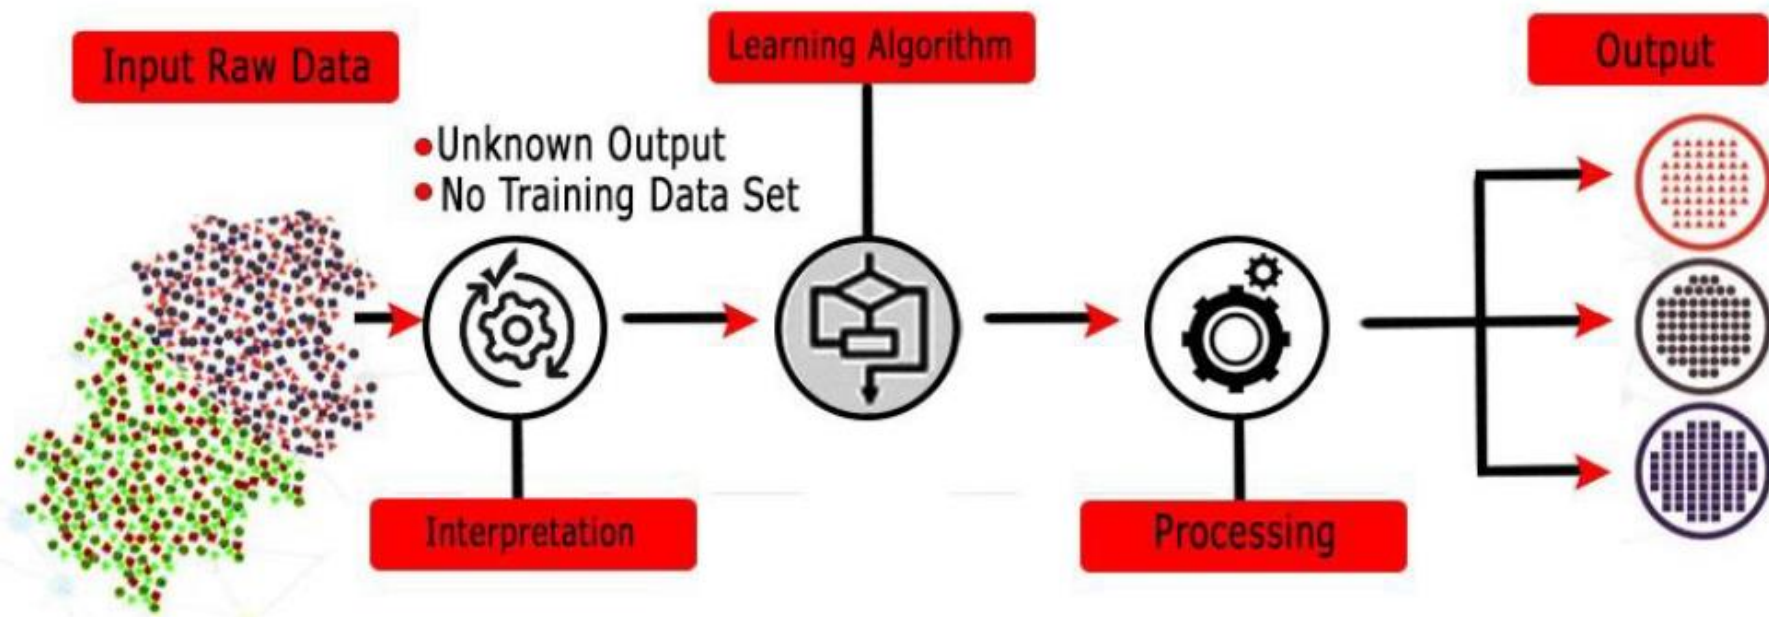 Input Raw Data
Learning Algorithm
Output
Unknown Output
No Training Data Set
Interpretation
Processing